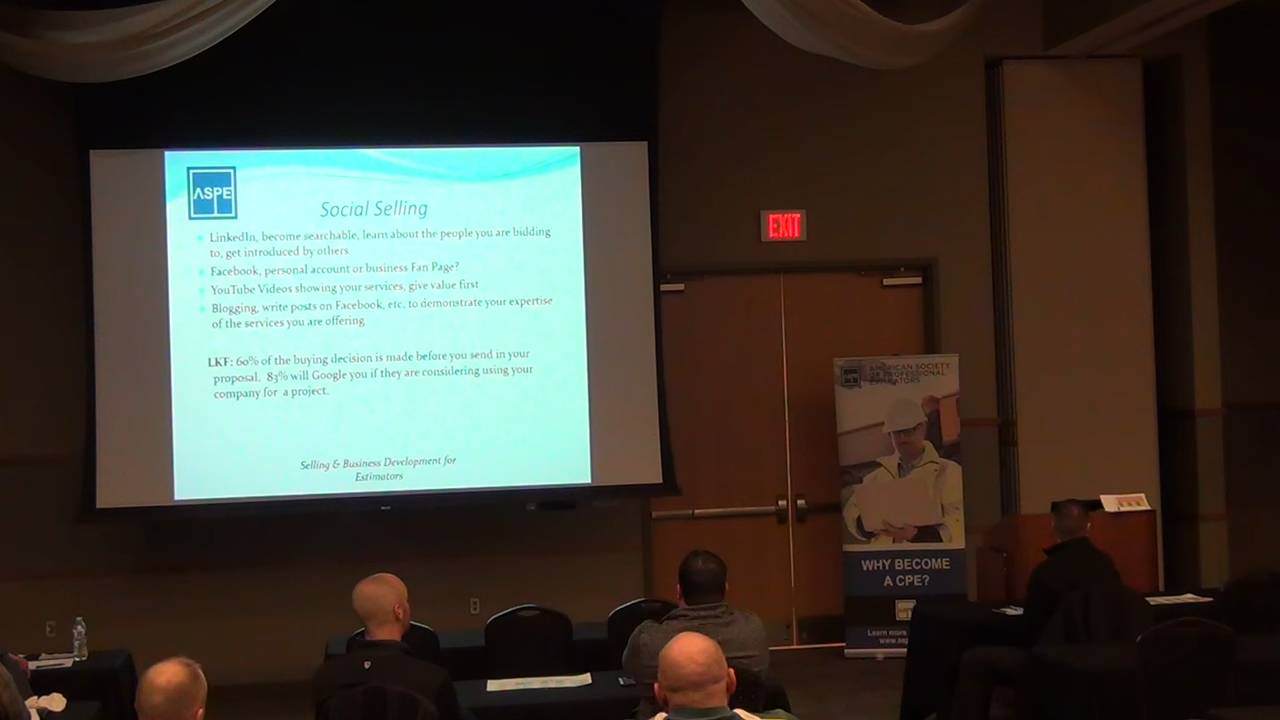 ASPE
Social Selling
LinkedIn, become searchable, learn about the people you are bidding
to, get introduced by others
Facebook, personal account or business Fan Page?
YouTube Videos showing your services, give value first
Blogging, write posts on Facebook, etc. to demonstrate your expertise
of the services you are offering
LKF: 60% of the buying decision is made before you send in your
proposal, 83% will Google you if they are considering using your
company for a project.
Selling & Business Development for
Estimators
EXIT
AMERICAN SOCIETY
OF PROFESSIONAL
ESTIMATORS
WHY BECOME
A CPE?
Learn more
www.asp